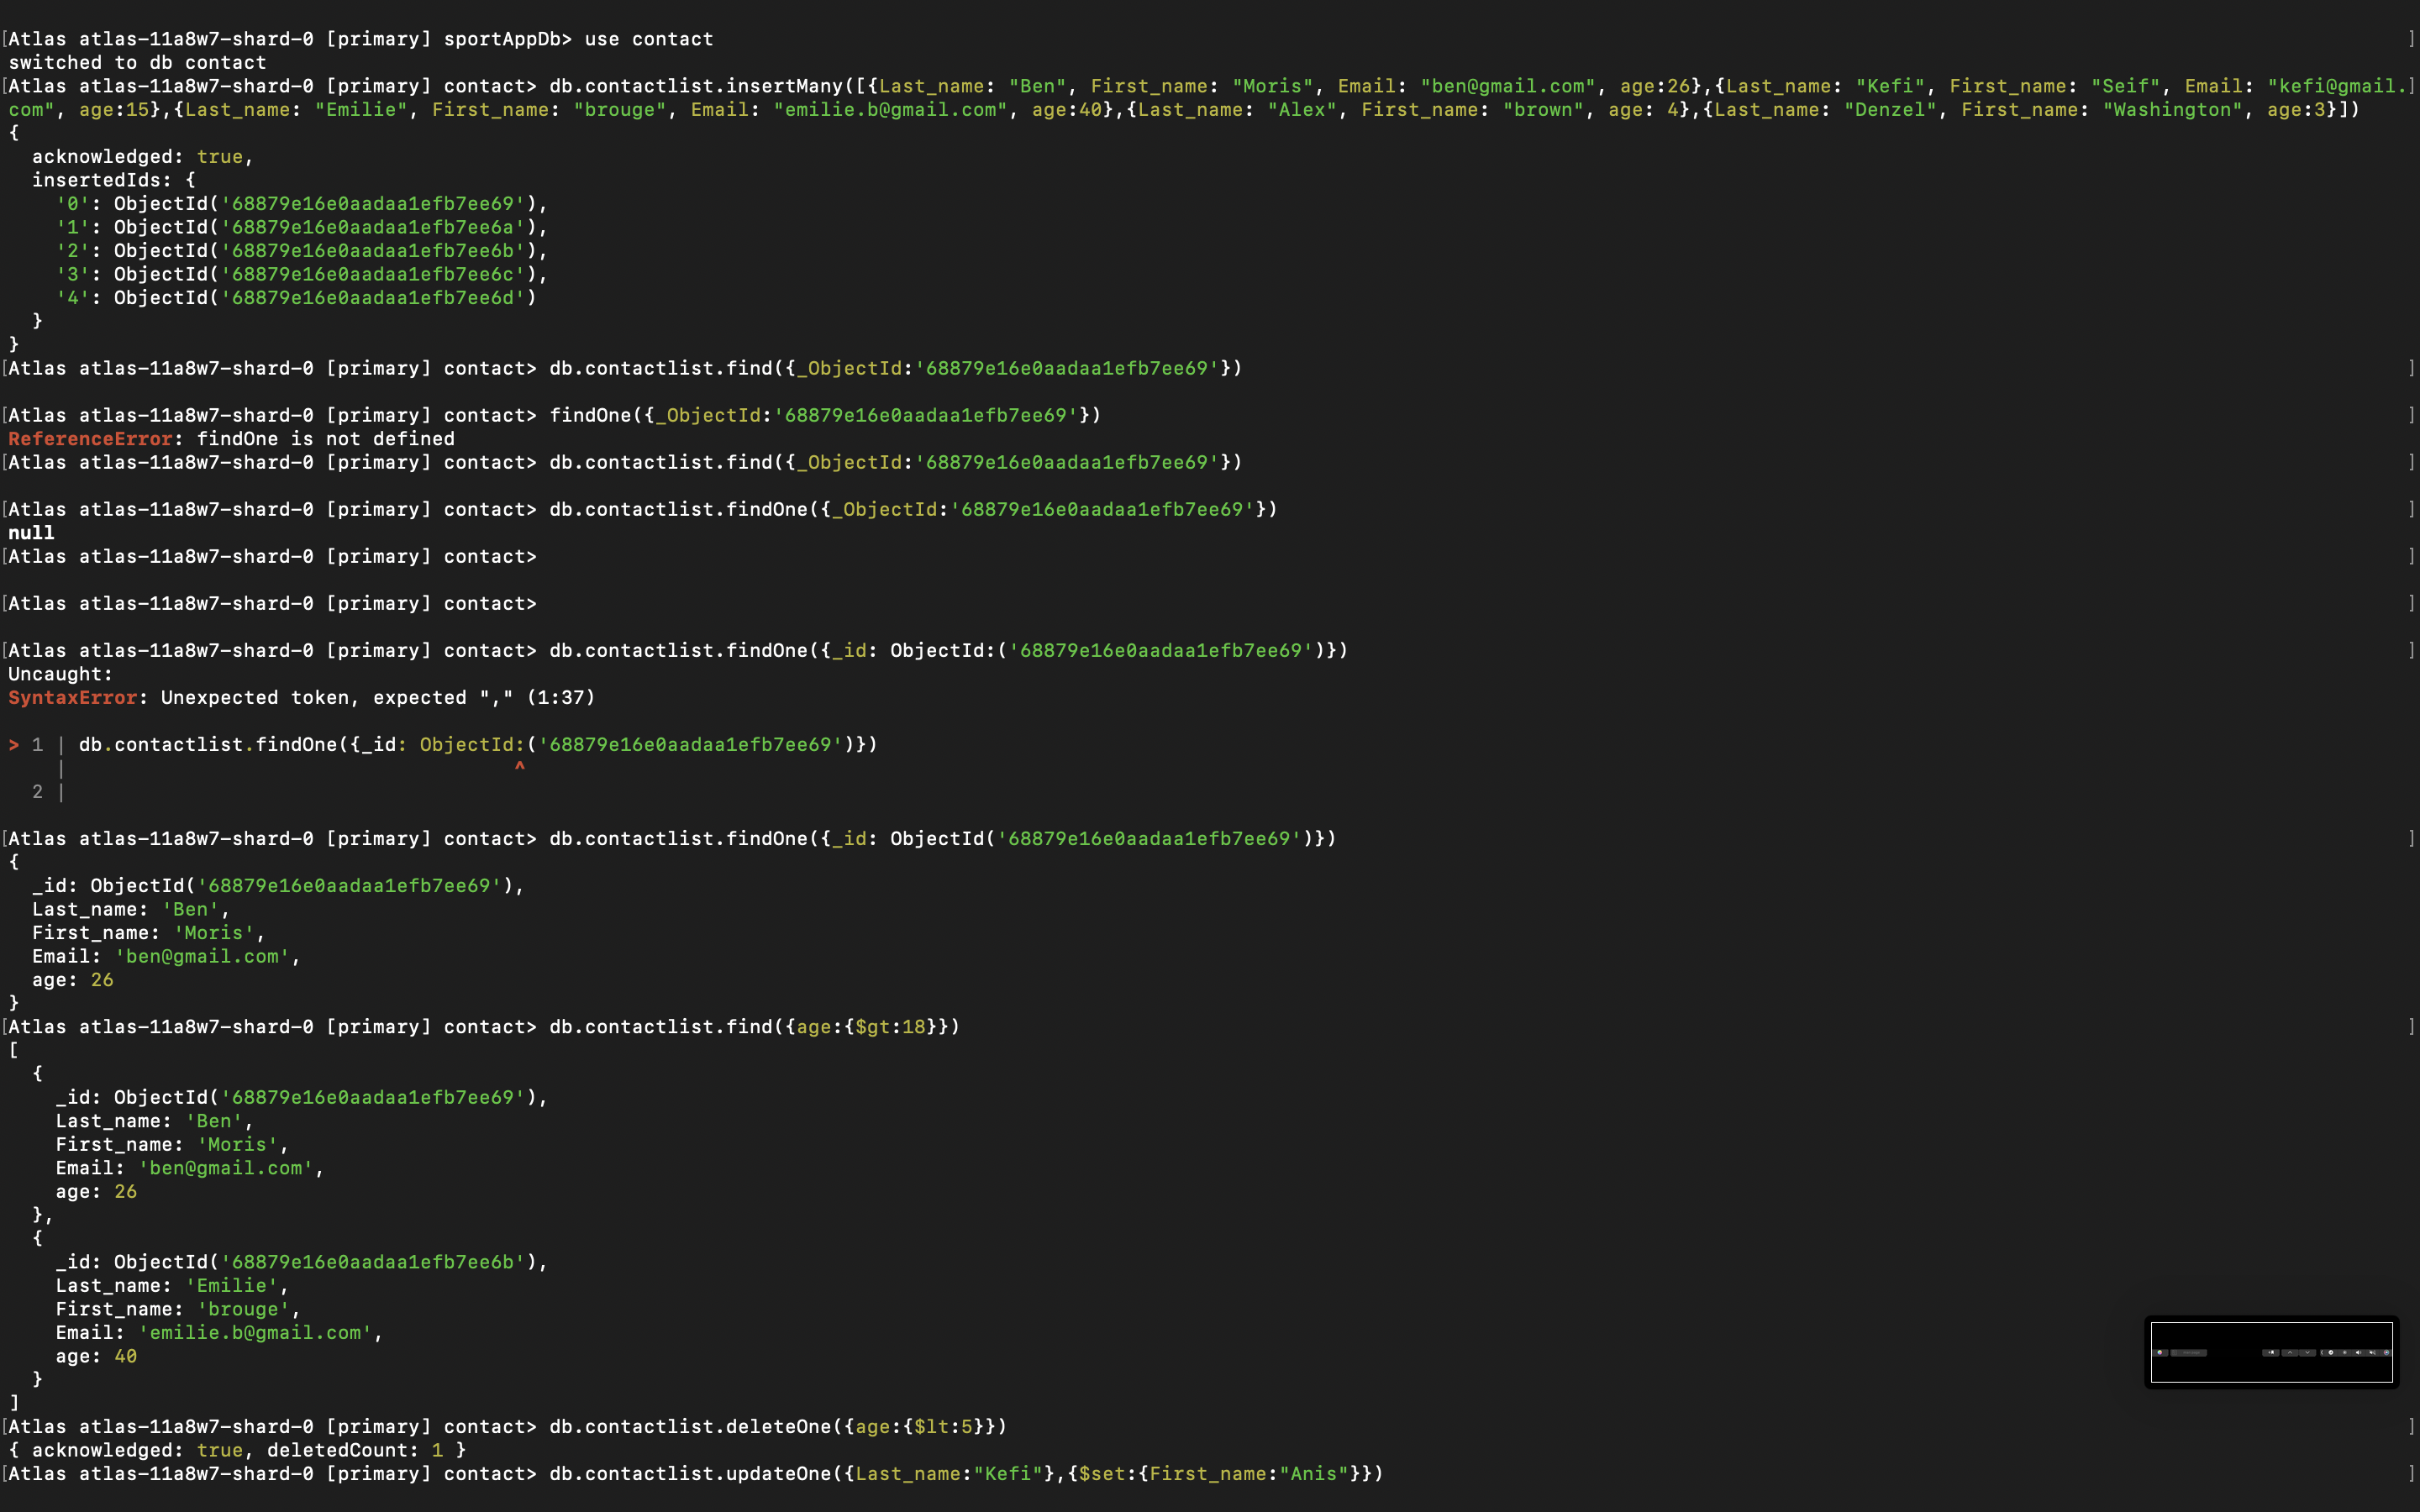 [Atlas atlas-11a8w7-shard-0 [primary] sportAppDb> use contact ]
switched to db contact
[Atlas atlas-11a8w7-shard-0 [primary] contact> db.contactlist.insertMany([{Last_name: "Ben", First_name: "Moris", Email: "ben@gmail.com", age:26},{Last_name: "Kefi", First_name: "Seif", Email: "kefi@gmail.]
com", age:15},{Last_name: "Emilie", First_name: "brouge", Email: "emilie.b@gmail.com", age:40},{Last_name: "Alex", First_name: "brown", age: 4},{Last_name: "Denzel", First_name: "Washington", age:3}])
{
  acknowledged: true,
  insertedIds: {
    '0': ObjectId('68879e16e0aadaa1efb7ee69'),
    '1': ObjectId('68879e16e0aadaa1efb7ee6a'),
    '2': ObjectId('68879e16e0aadaa1efb7ee6b'),
    '3': ObjectId('68879e16e0aadaa1efb7ee6c'),
    '4': ObjectId('68879e16e0aadaa1efb7ee6d')
  }
}
[Atlas atlas-11a8w7-shard-0 [primary] contact> db.contactlist.find({_ObjectId:'68879e16e0aadaa1efb7ee69'}) ]
[Atlas atlas-11a8w7-shard-0 [primary] contact> findOne({_ObjectId:'68879e16e0aadaa1efb7ee69'}) ]
ReferenceError: findOne is not defined
[Atlas atlas-11a8w7-shard-0 [primary] contact> db.contactlist.find({_ObjectId:'68879e16e0aadaa1efb7ee69'}) ]
[Atlas atlas-11a8w7-shard-0 [primary] contact> db.contactlist.findOne({_ObjectId:'68879e16e0aadaa1efb7ee69'}) ]
null
[Atlas atlas-11a8w7-shard-0 [primary] contact> ]
[Atlas atlas-11a8w7-shard-0 [primary] contact> ]
[Atlas atlas-11a8w7-shard-0 [primary] contact> db.contactlist.findOne({_id: ObjectId:('68879e16e0aadaa1efb7ee69')}) ]
Uncaught:
SyntaxError: Unexpected token, expected "," (1:37)
> 1 | db.contactlist.findOne({_id: ObjectId:('68879e16e0aadaa1efb7ee69')})
    |                                      ^
  2 |
[Atlas atlas-11a8w7-shard-0 [primary] contact> db.contactlist.findOne({_id: ObjectId('68879e16e0aadaa1efb7ee69')}) ]
{
  _id: ObjectId('68879e16e0aadaa1efb7ee69'),
  Last_name: 'Ben',
  First_name: 'Moris',
  Email: 'ben@gmail.com',
  age: 26
}
[Atlas atlas-11a8w7-shard-0 [primary] contact> db.contactlist.find({age:{$gt:18}}) ]
[
  {
    _id: ObjectId('68879e16e0aadaa1efb7ee69'),
    Last_name: 'Ben',
    First_name: 'Moris',
    Email: 'ben@gmail.com',
    age: 26
  },
  {
    _id: ObjectId('68879e16e0aadaa1efb7ee6b'),
    Last_name: 'Emilie',
    First_name: 'brouge',
    Email: 'emilie.b@gmail.com',
    age: 40
  }
]
[Atlas atlas-11a8w7-shard-0 [primary] contact> db.contactlist.deleteOne({age:{$lt:5}}) ]
{ acknowledged: true, deletedCount: 1 }
[Atlas atlas-11a8w7-shard-0 [primary] contact> db.contactlist.updateOne({Last_name:"Kefi"},{$set:{First_name:"Anis"}}) ]